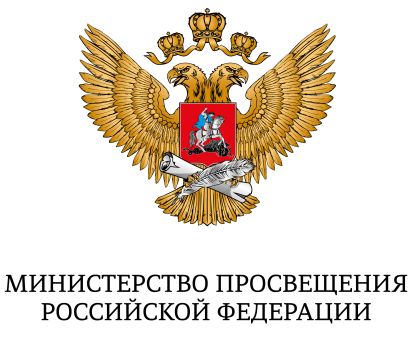 МИНИСТЕРСТВО ПРОСВЕЩЕНИЯ
РОССИЙСКОЙ ФЕДЕРАЦИИ